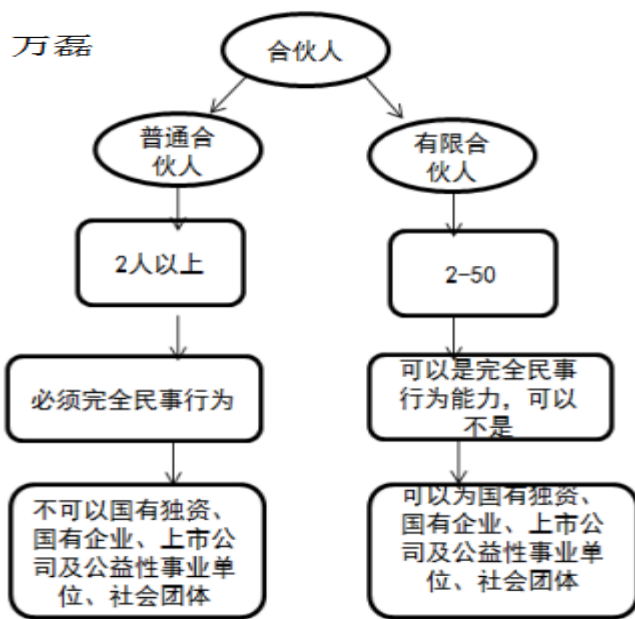 万磊
合伙人
普通合
伙人
有限合
伙人
2人以上
2-50
必须完全民事行为
可以是完全民事
行为能力，可以
不是
不可以国有独资、
国有企业、上市公
司及公益性事业单
位、社会团体
可以为国有独资、
国有企业、上市公
司及公益性事业单
位、社会团体